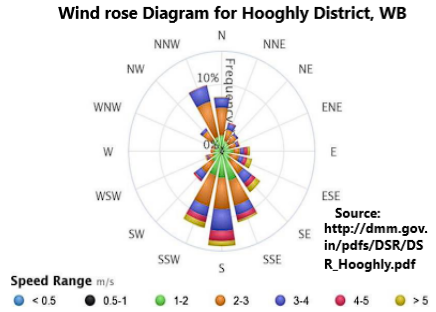 Wind rose Diagram for Hooghly District, WB
N
NNW
NNE
NW
NE
10%
Frequency
WNW
ENE
0%
W
E
WSW
ESE
SW
SE
SSW
SSE
S
Source:
http://dmm.gov.
in/pdfs/DSR/DS
R_Hooghly.pdf
Speed Range m/s
< 0.5
0.5-1
1-2
2-3
3-4
4-5
> 5